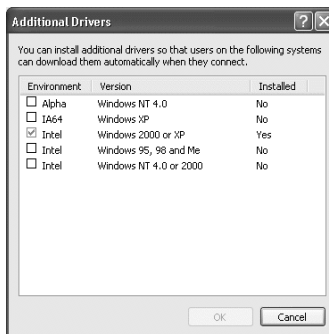 Additional Drivers
You can install additional drivers so that users on the following systems
can download them automatically when they connect.
Environment Version Installed
Alpha Windows NT 4.0 No
IA64 Windows XP No
Intel Windows 2000 or XP Yes
Intel Windows 95, 98 and Me No
Intel Windows NT 4.0 or 2000 No
OK Cancel